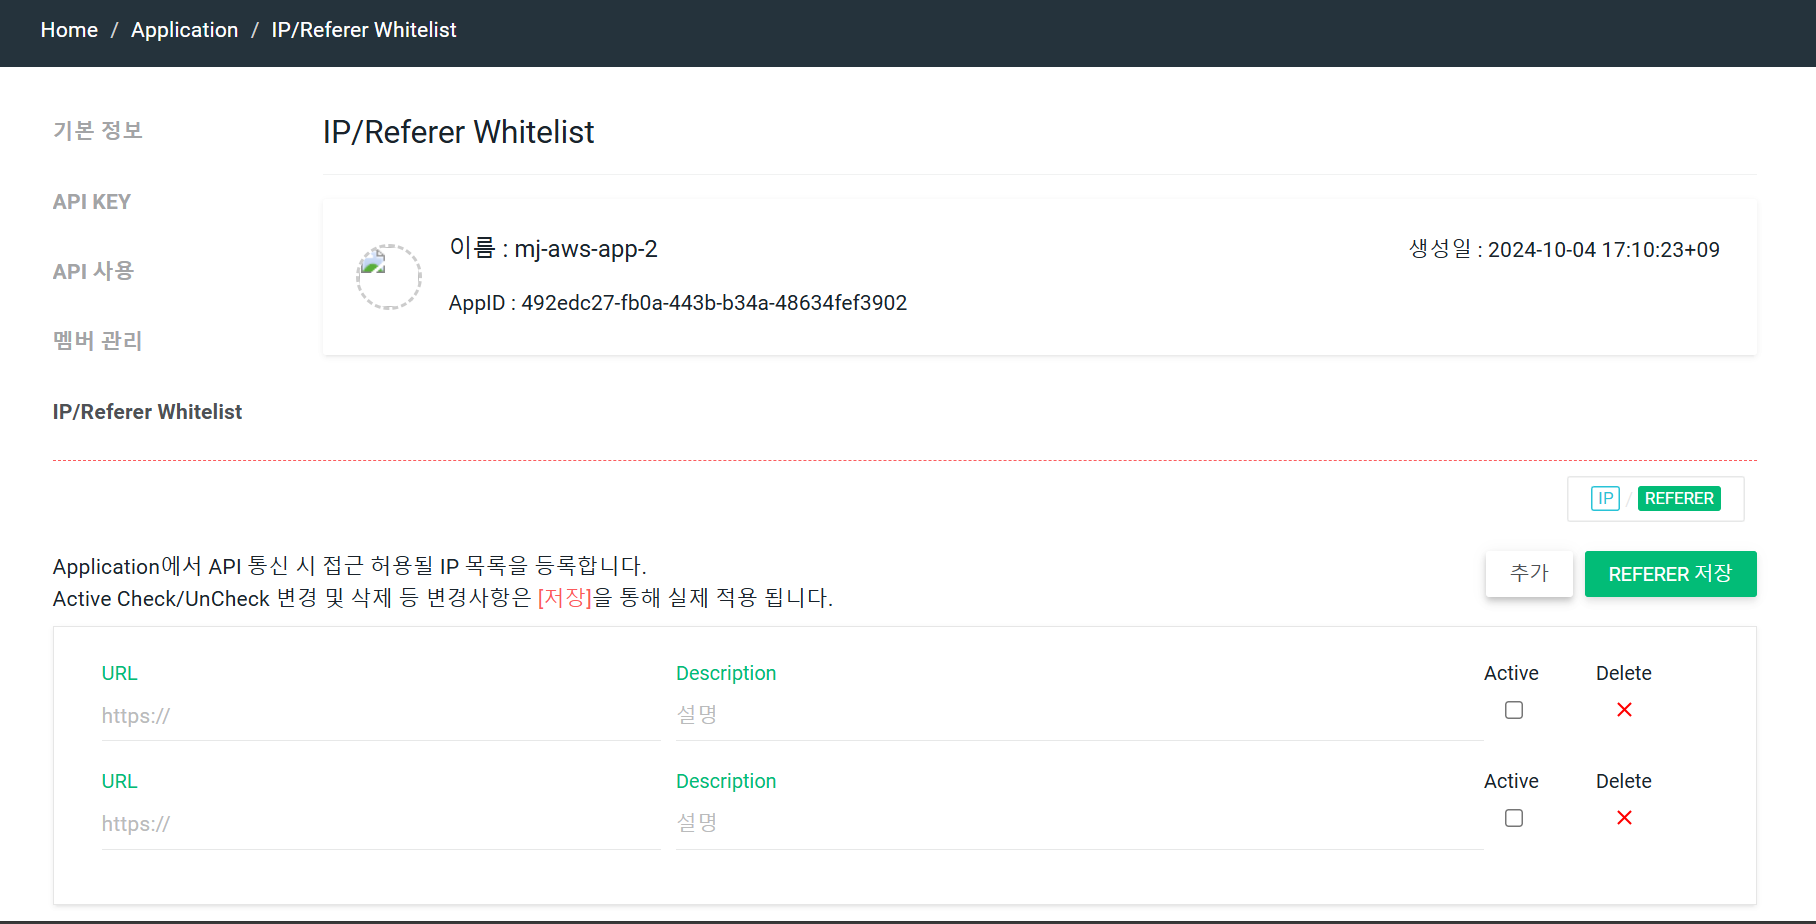 Home / Application / IP/Referer Whitelist
기본 정보
API KEY
API 사용
멤버 관리
IP/Referer Whitelist
IP/Referer Whitelist
이름 : mj-aws-app-2
생성일 : 2024-10-04 17:10:23+09
AppID : 492edc27-fb0a-443b-b34a-48634fef3902
IP / REFERER
Application에서 API 통신 시 접근 허용될 IP 목록을 등록합니다.
Active Check/UnCheck 변경 및 삭제 등 변경사항은 [저장]을 통해 실제 적용 됩니다.
추가
REFERER 저장
URL Description Active Delete
https:// 설명
URL Description Active Delete
https:// 설명